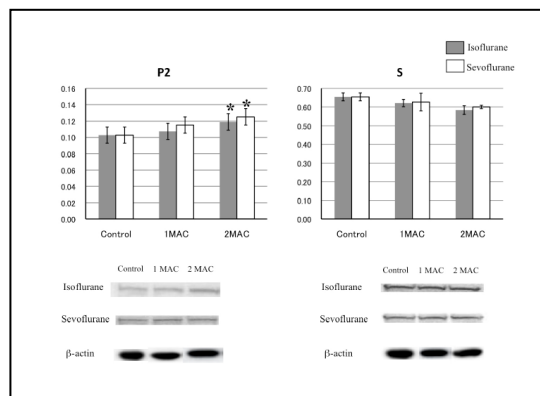 Isoflurane
Sevoflurane
P2
S
0.16
0.14
0.12
0.10
0.08
0.06
0.04
0.02
0.00
* *
Control 1MAC 2MAC
0.70
0.60
0.50
0.40
0.30
0.20
0.10
0.00
Control 1MAC 2MAC
Control 1 MAC 2 MAC
Isoflurane
Sevoflurane
β-actin
Control 1 MAC 2 MAC
Isoflurane
Sevoflurane
β-actin